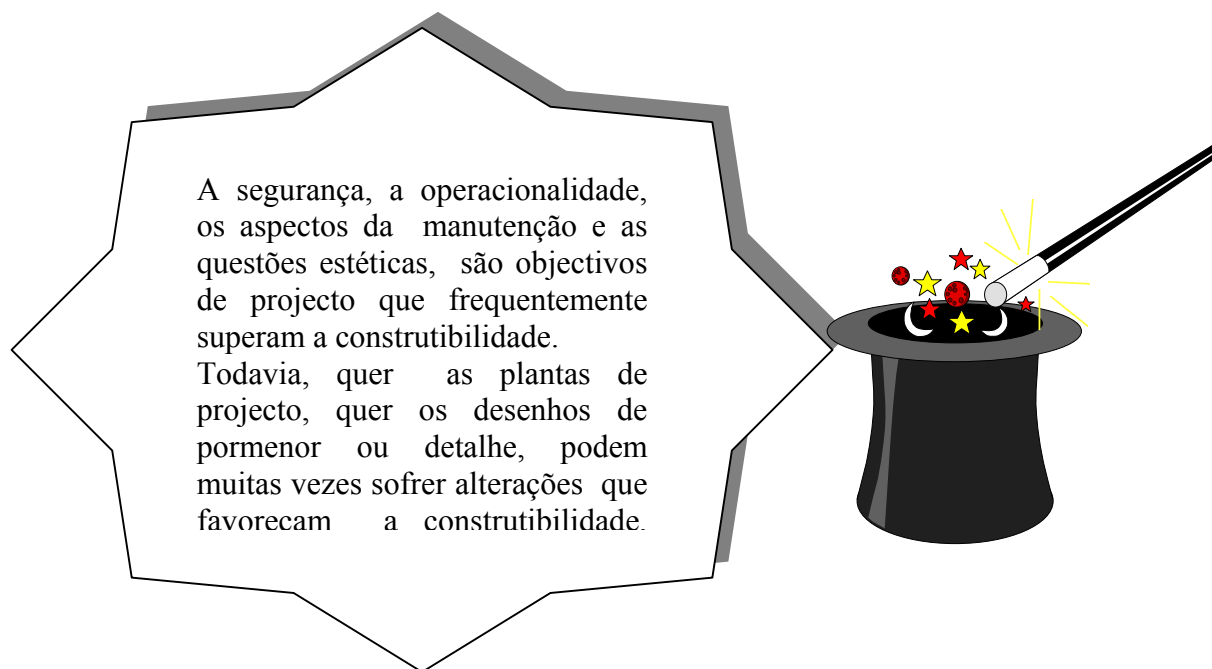 A segurança, a operacionalidade,
os aspectos da manutenção e as
questões estéticas, são objectivos
de projecto que frequentemente
superam a construtibilidade.
Todavia, quer as plantas de
projecto, quer os desenhos de
pormenor ou detalhe, podem
muitas vezes sofrer alterações que
favoreçam a construtibilidade.